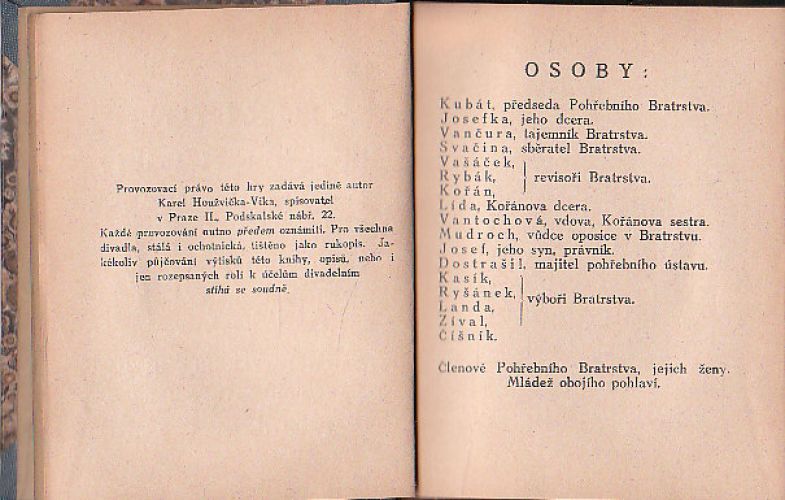 Provozovací právo této hry zadává jedině autor
Karel Houžvička-Vika, spisovatel
v Praze II., Podskalské nábř. 22.
Každé provozování nutno předem oznámiti. Pro všechna
divadla, stálá i ochotnická, tištěno jako rukopis. Ja-
kékoliv půjčování výtisků této knihy, opisů, nebo i
jen rozepsaných rolí k účelům divadelním
stíhá se soudně.
OSOBY:
Kubát, předseda Pohřebního Bratrstva.
Josefka, jeho dcera.
Vančura, tajemník Bratrstva.
Svačina, sběratel Bratrstva.
Vašáček,
Rybák, revisoři Bratrstva.
Kořán,
Lída, Kořánova dcera.
Vantochová, vdova, Kořánova sestra.
Mudroch, vůdce oposice v Bratrstvu.
Josef, jeho syn, právník.
Dostrašil, majitel pohřebního ústavu.
Kasík,
Ryšánek, výboři Bratrstva.
Landa,
Zíval,
Číšník.
Členové Pohřebního Bratrstva, jejich ženy.
Mládež obojího pohlaví.